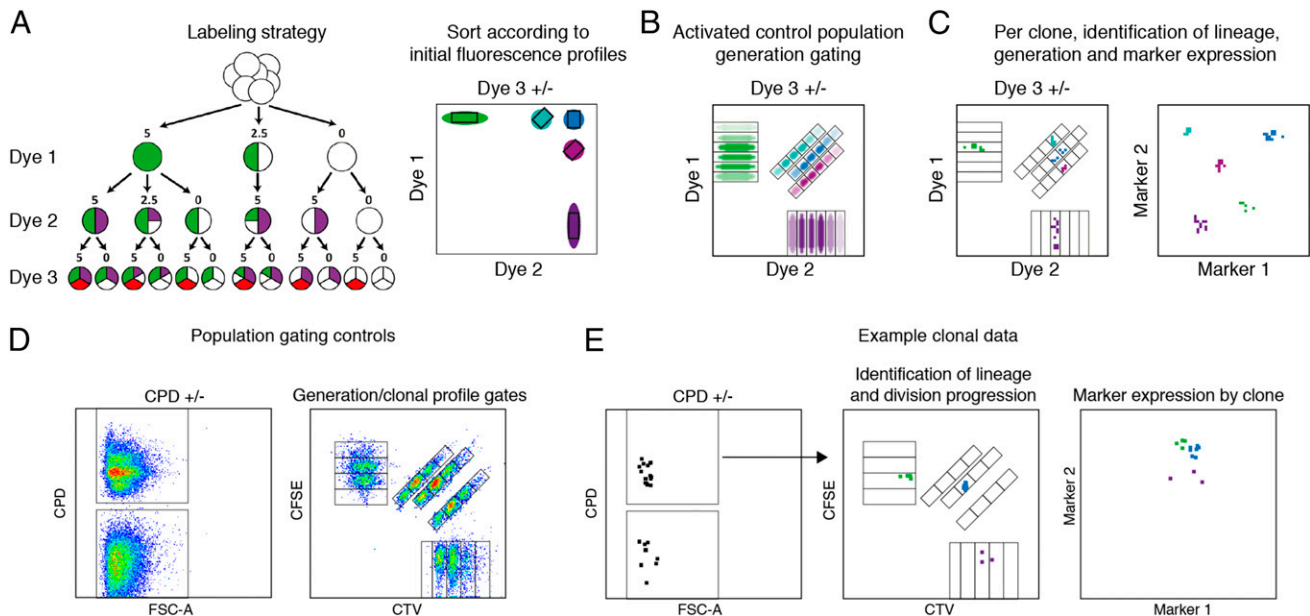 A
Labeling strategy
5 2.5 0
Dye 1
5 2.5 0 5 5 0
Dye 2
5 0 5 0 5 0 5 0 5 0 5 0
Dye 3
Sort according to
initial fluorescence profiles
Dye 3 +/-
Dye 1
Dye 2
B
Activated control population
generation gating
Dye 3 +/-
Dye 1
Dye 2
C
Per clone, identification of lineage,
generation and marker expression
Dye 3 +/-
Dye 1
Dye 2
Marker 2
Marker 1
D
Population gating controls
CPD +/-
CPD
FSC-A
Generation/clonal profile gates
CFSE
CTV
E
Example clonal data
CPD +/-
CPD
FSC-A
Identification of lineage
and division progression
CFSE
CTV
Marker expression by clone
Marker 2
Marker 1